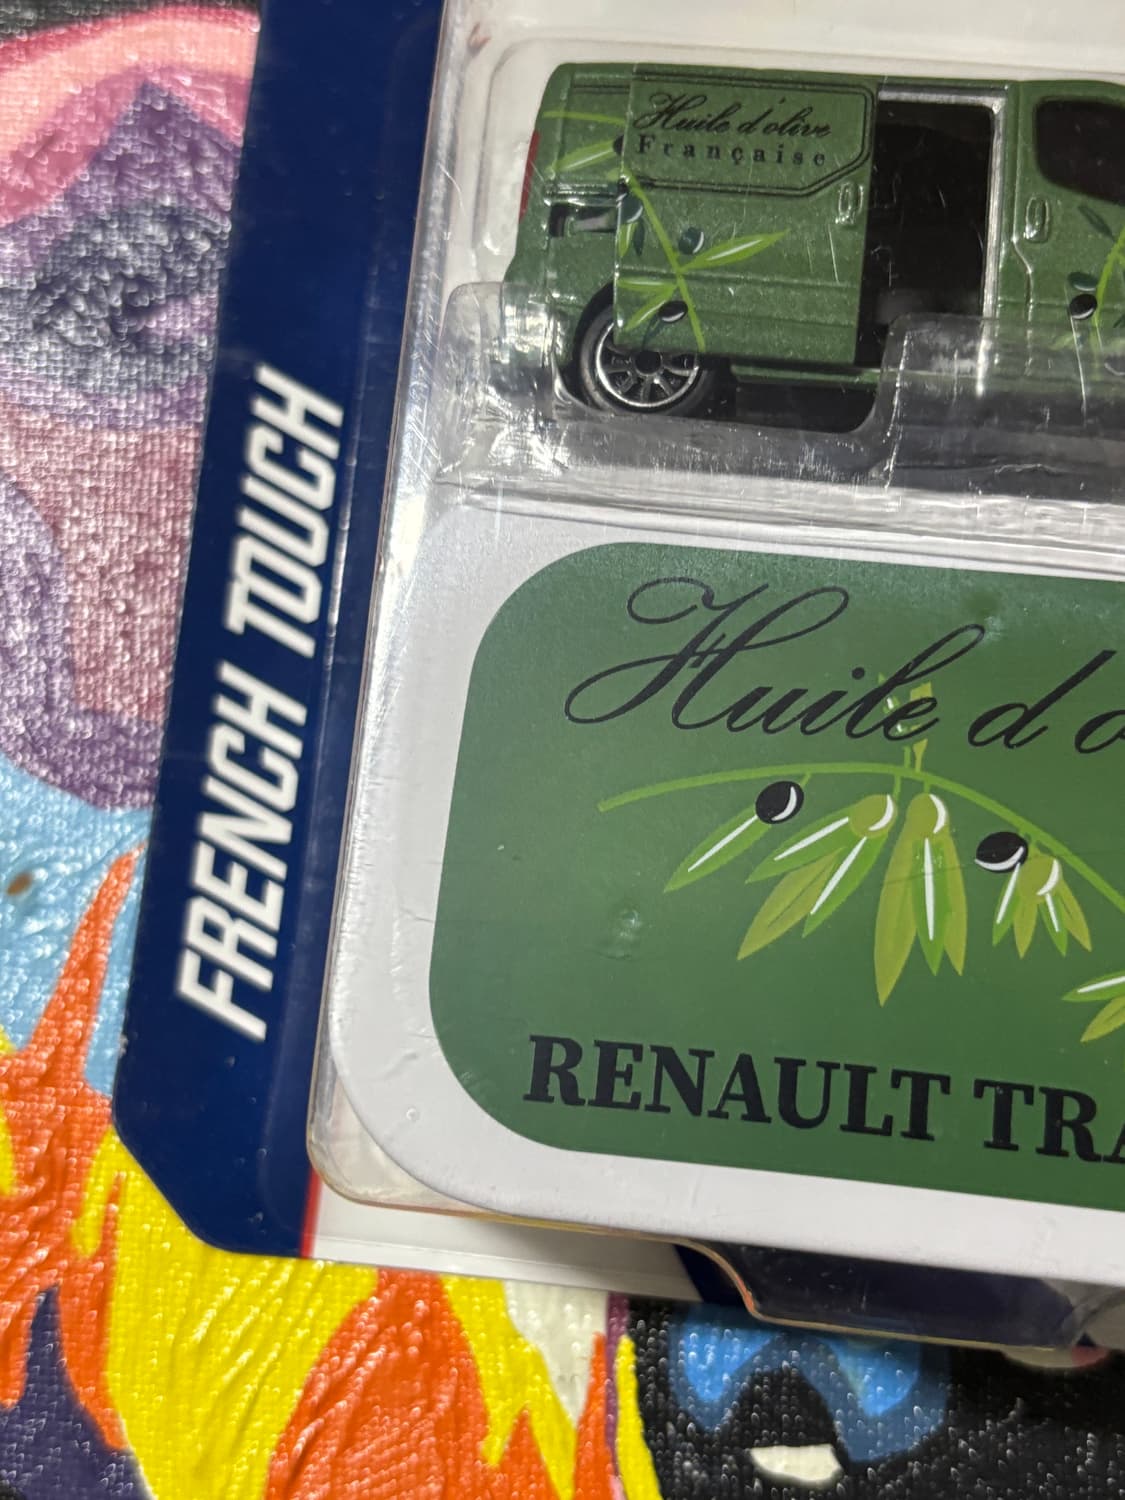 Huile d'olive
Française
FRENCH TOUCH
Huile d o
RENAULT TRA